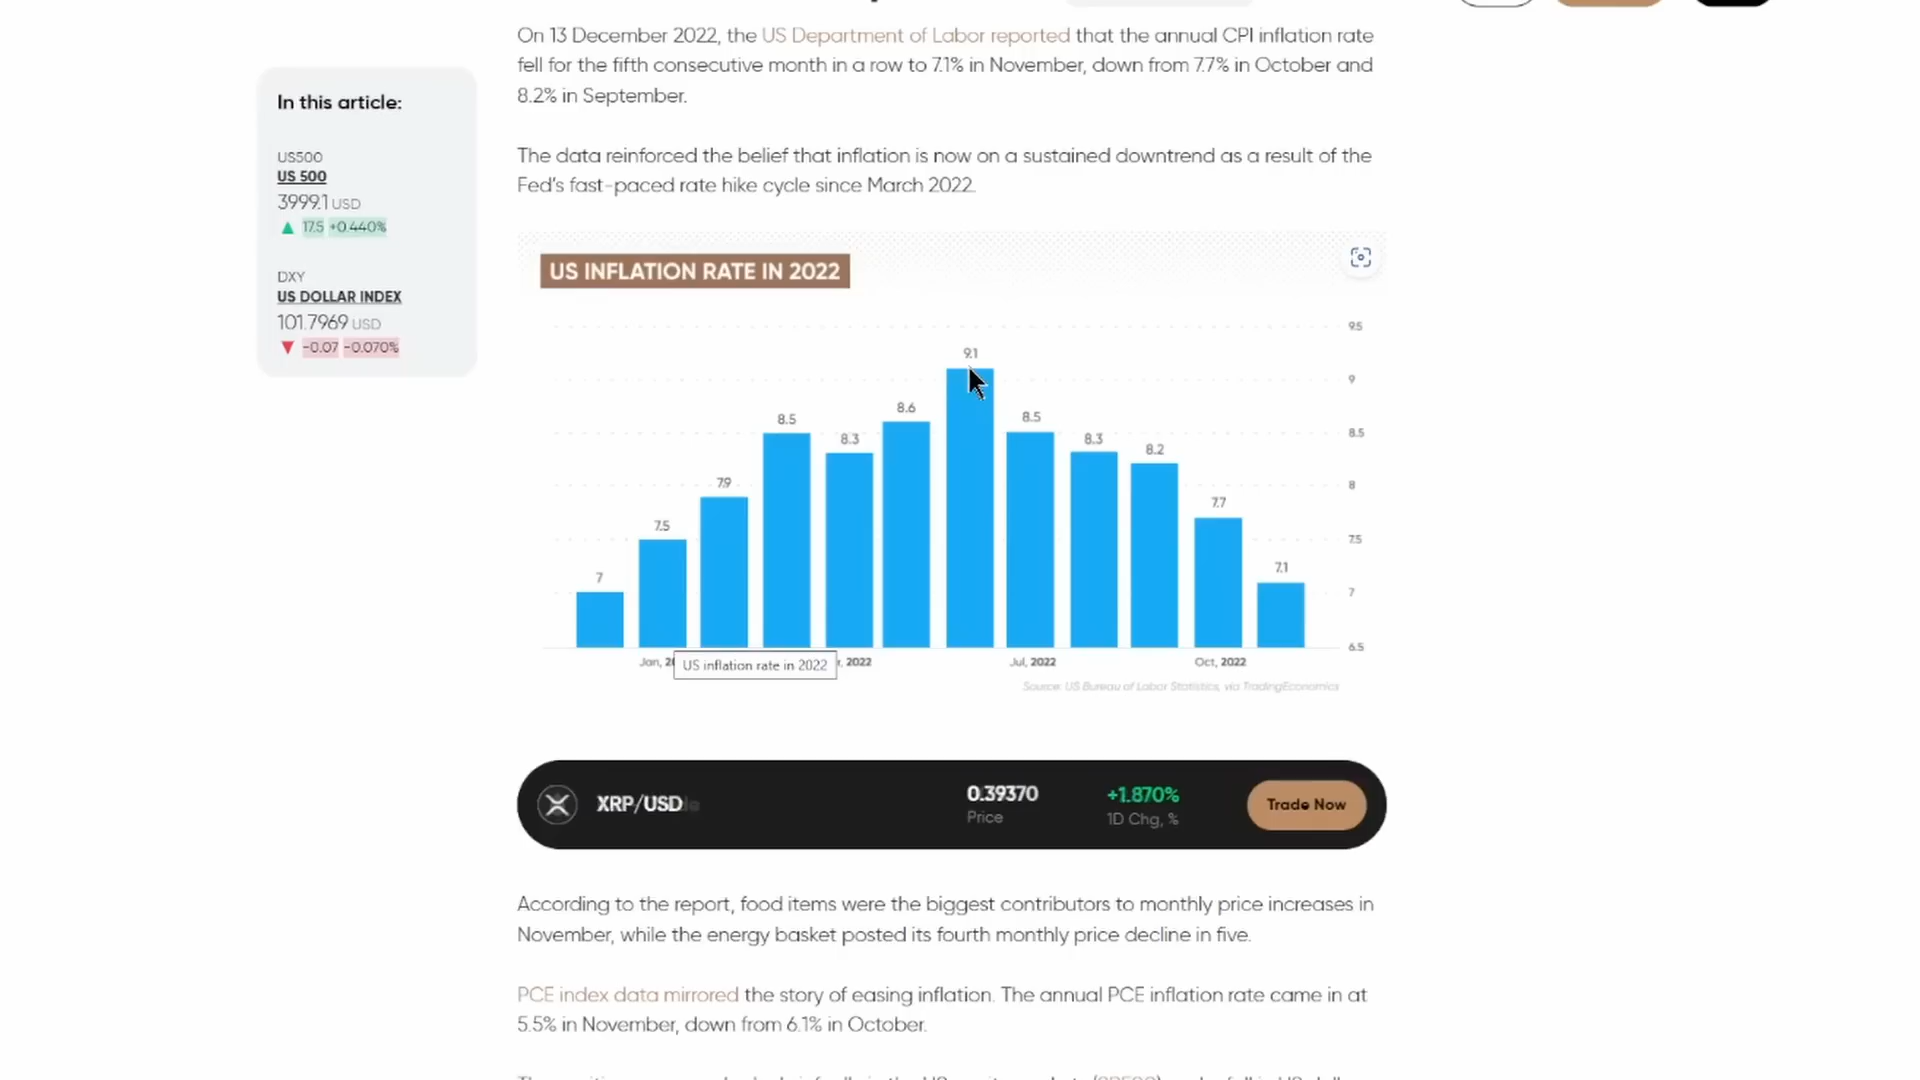 On 13 December 2022, the US Department of Labor reported that the annual CPI inflation rate
fell for the fifth consecutive month in a row to 7.1% in November, down from 7.7% in October and
8.2% in September.
In this article:
US500
US 500
3999.1 USD
▲ 17.5 +0.440%
DXY
US DOLLAR INDEX
101.7969 USD
▼ -0.07 -0.070%
The data reinforced the belief that inflation is now on a sustained downtrend as a result of the
Fed's fast-paced rate hike cycle since March 2022.
US INFLATION RATE IN 2022
9.5
9.1
9
8.6
8.5
8.5
8.5
8.3
8.3
8.2
8
7.9
7.7
7.5
7.5
7.1
7
7
6.5
Jan, 2022 Jul, 2022 Oct, 2022
US inflation rate in 2022
Source: US Bureau of Labor Statistics, via TradingEconomics
XRP/USD
0.39370
Price
+1.870%
1D Chg, %
Trade Now
According to the report, food items were the biggest contributors to monthly price increases in
November, while the energy basket posted its fourth monthly price decline in five.
PCE index data mirrored the story of easing inflation. The annual PCE inflation rate came in at
5.5% in November, down from 6.1% in October.